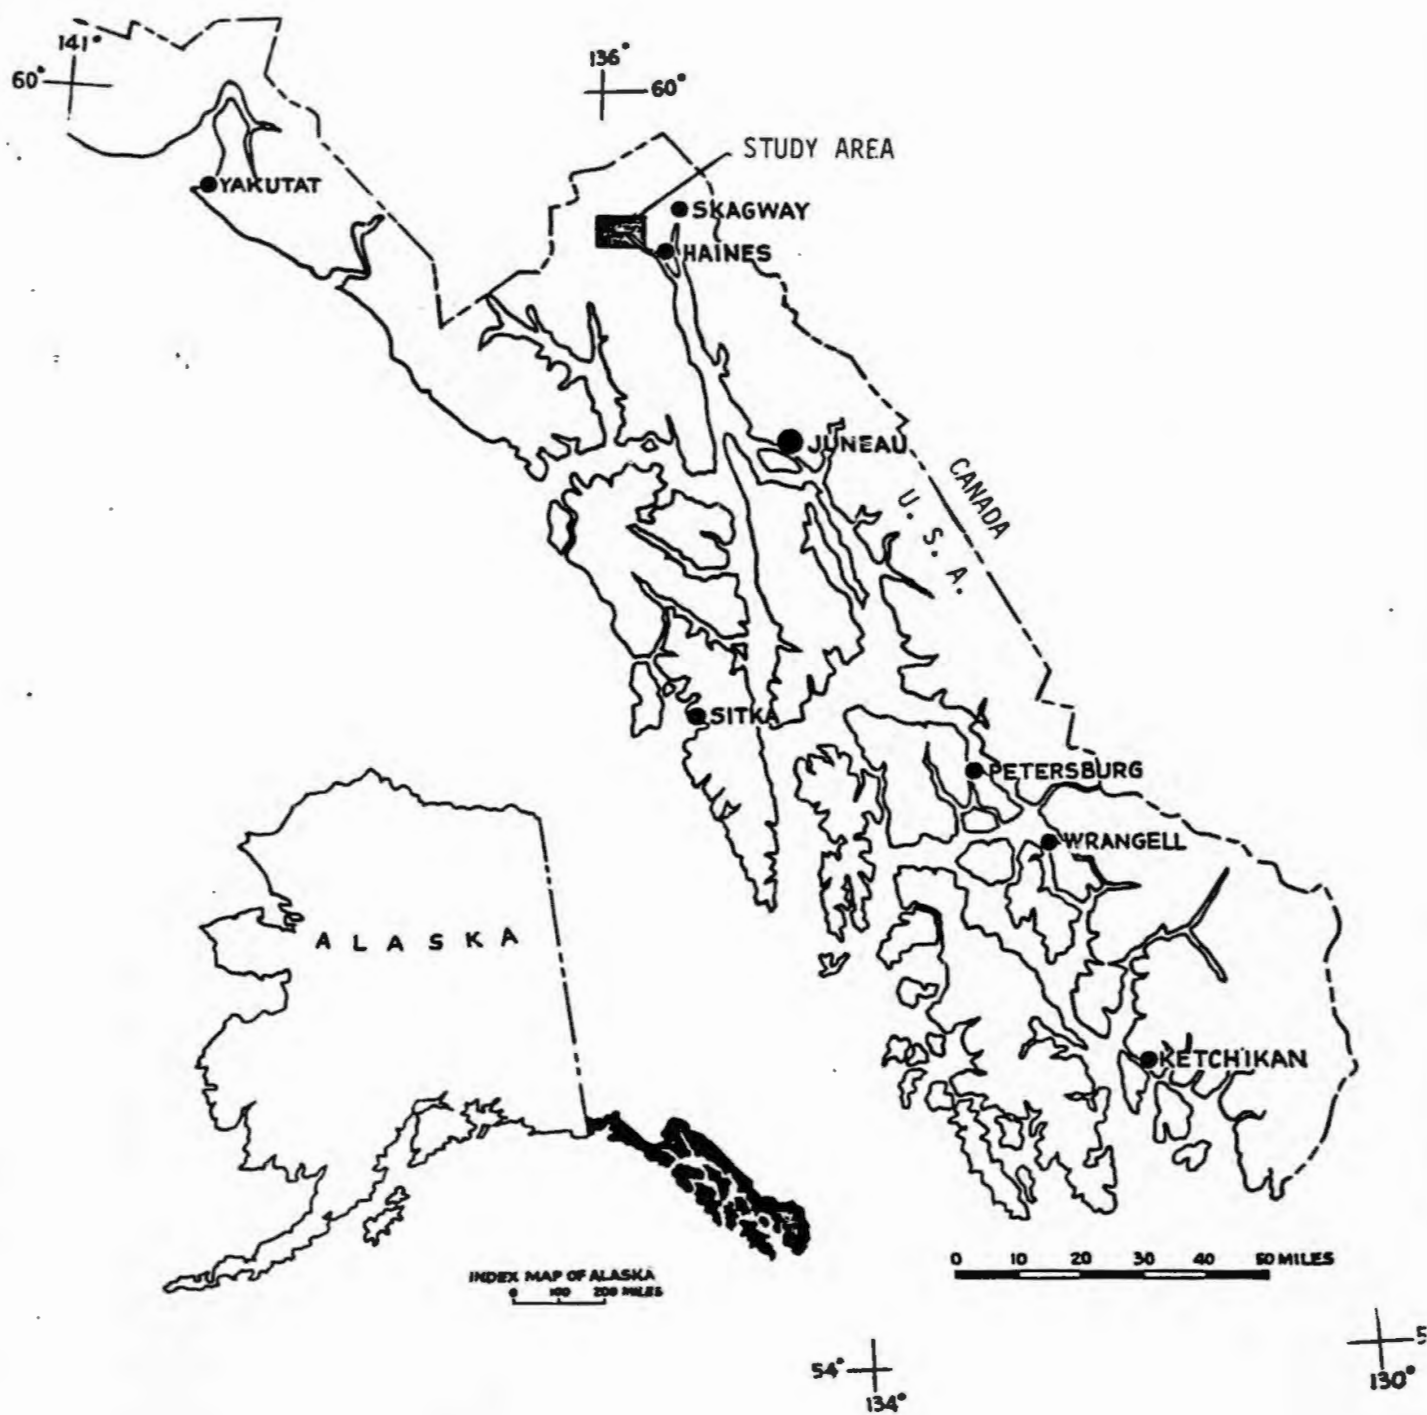 141°
60°
136°
60°
STUDY AREA
YAKUTAT
SKAGWAY
HAINES
JUNEAU
CANADA
U. S. A.
SITKA
PETERSBURG
WRANGELL
ALASKA
KETCHIKAN
0 10 20 30 40 50 MILES
INDEX MAP OF ALASKA
0 100 200 MILES
54°
134°
5
130°